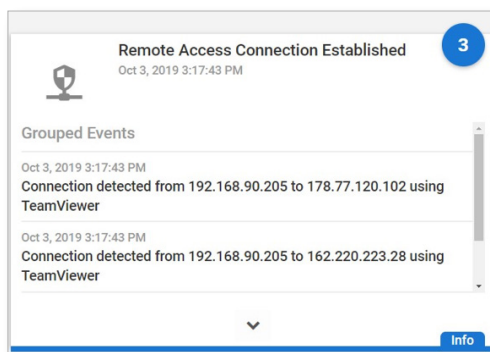 Remote Access Connection Established
3
Oct 3, 2019 3:17:43 PM
Grouped Events
Oct 3, 2019 3:17:43 PM
Connection detected from 192.168.90.205 to 178.77.120.102 using
TeamViewer
Oct 3, 2019 3:17:43 PM
Connection detected from 192.168.90.205 to 162.220.223.28 using
TeamViewer
Info